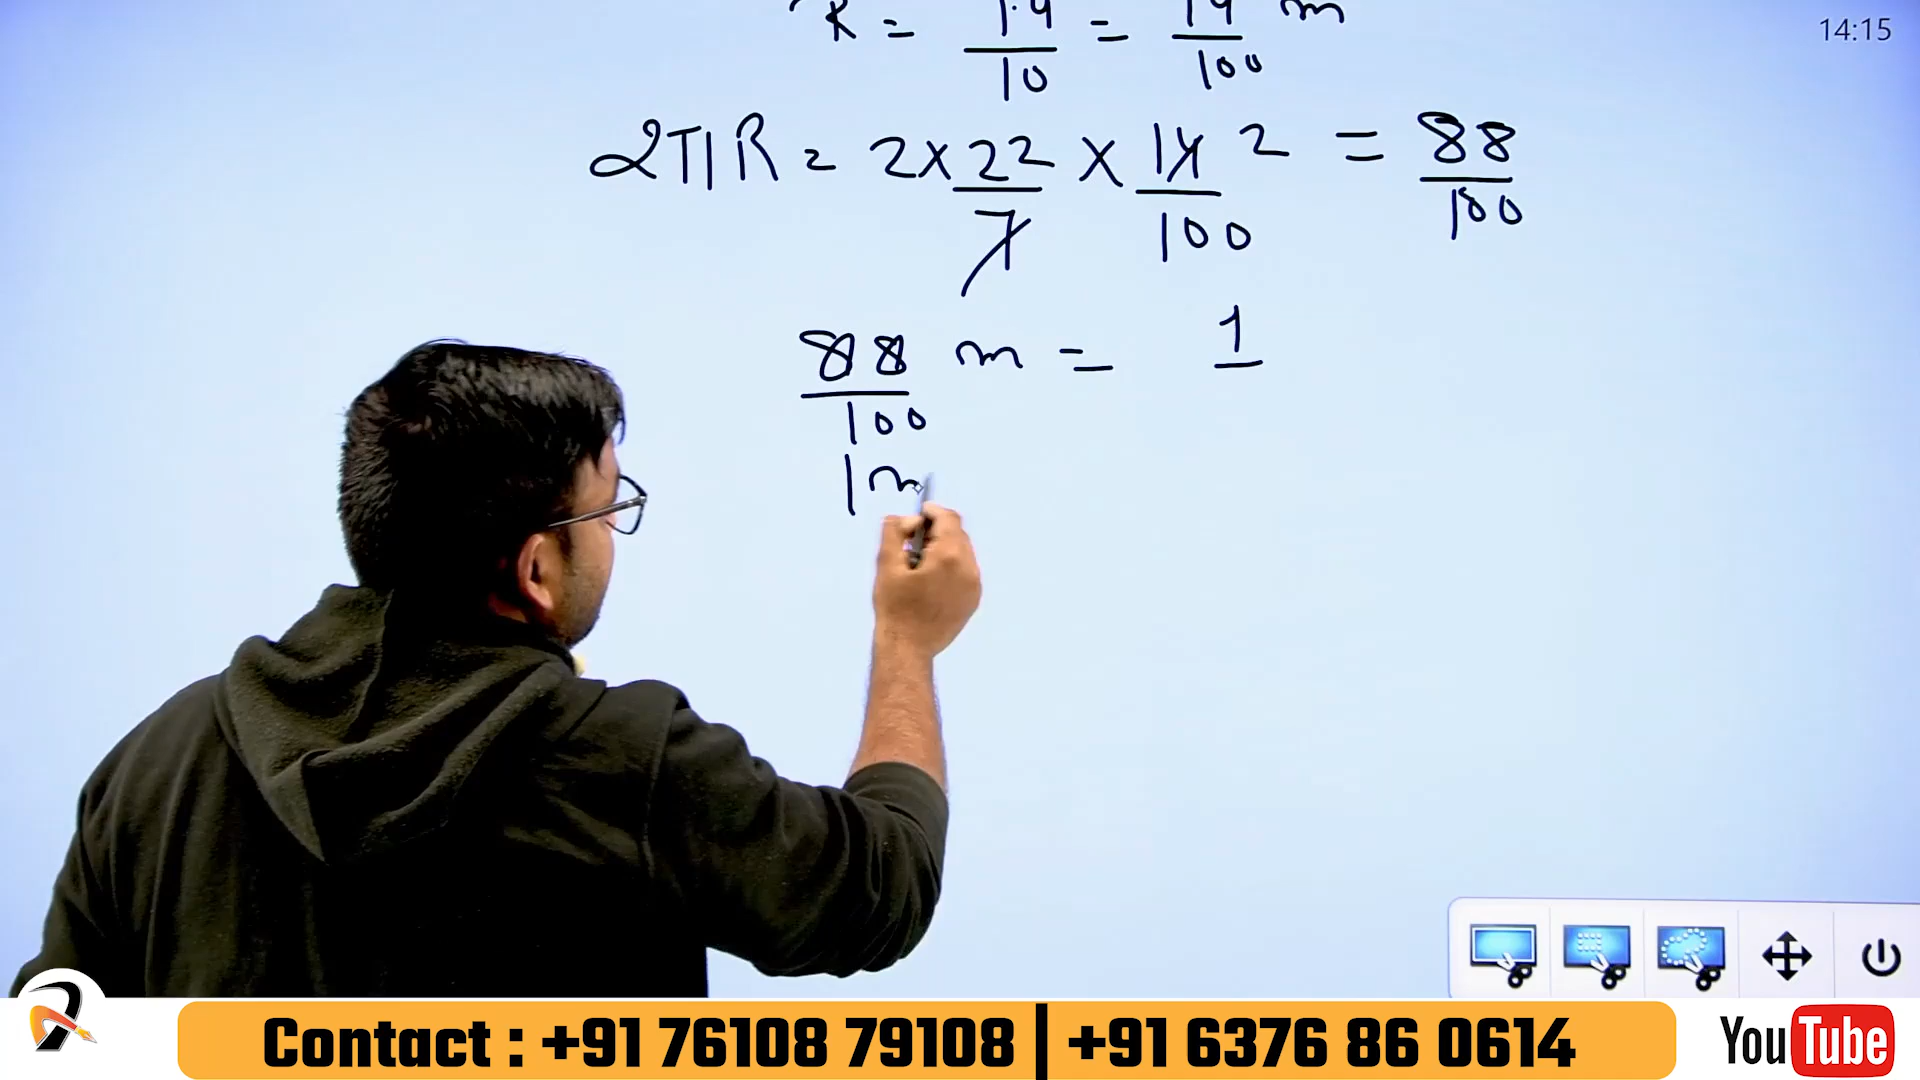 14:15
R = 1.4/10 = 14/100 m
2πR = 2 × 22/7 × 14/100 2 = 88/100
88/100 m = 1
1m
Contact : +91 76108 79108 | +91 6376 86 0614
YouTube